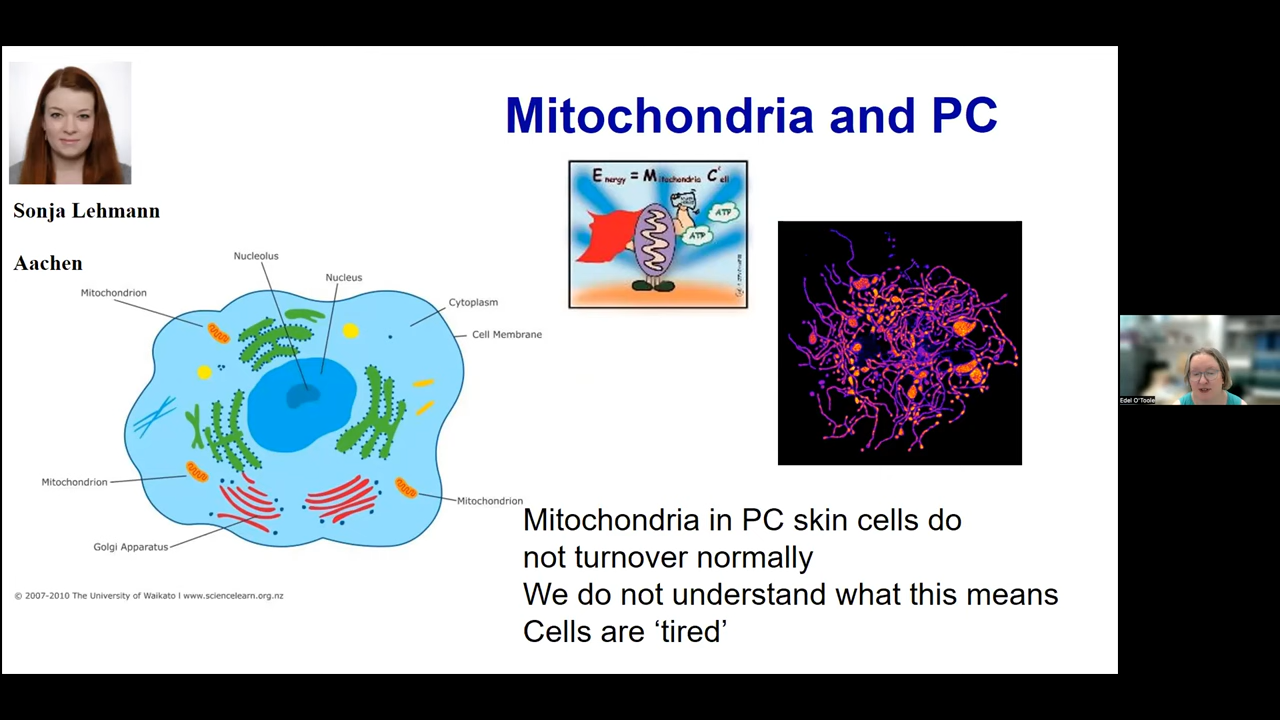 Mitochondria and PC
Sonja Lehmann
Aachen
Energy = Mitochondria Cell
ATP
ATP
Nucleolus
Nucleus
Mitochondrion
Cytoplasm
Cell Membrane
Mitochondrion
Mitochondrion
Golgi Apparatus
© 2007-2010 The University of Waikato I www.sciencelearn.org.nz
Mitochondria in PC skin cells do
not turnover normally
We do not understand what this means
Cells are ‘tired’
Edel O'Toole